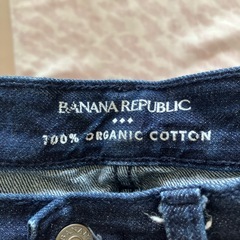 BANANA REPUBLIC
100% ORGANIC COTTON